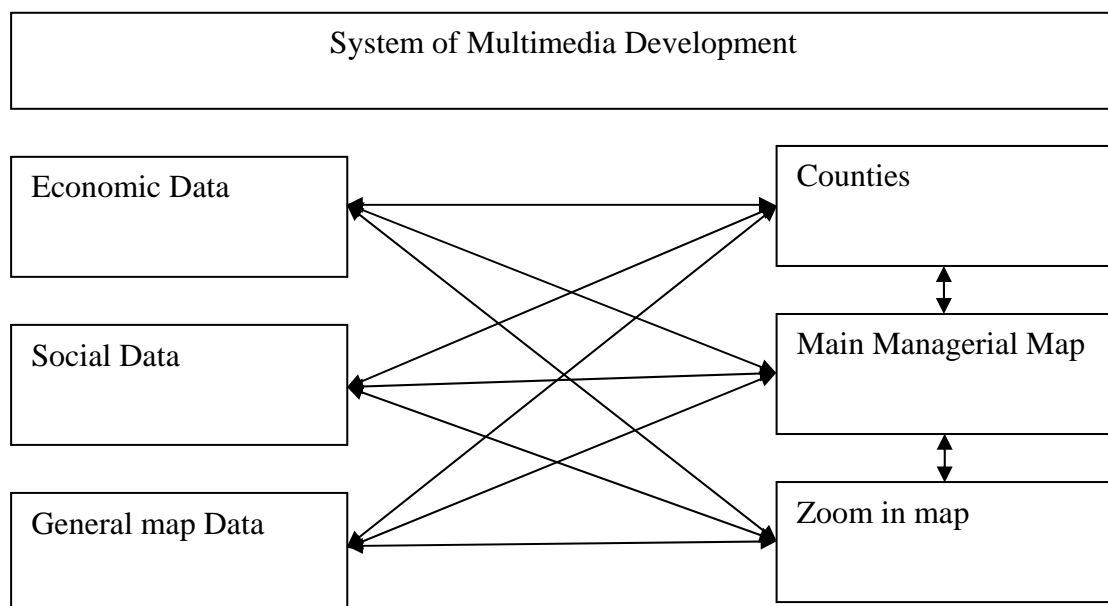 System of Multimedia Development
Economic Data
Counties
Social Data
Main Managerial Map
General map Data
Zoom in map